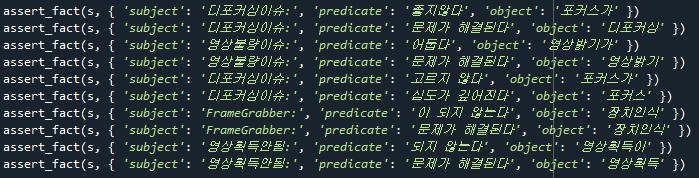 assert_fact(s, { 'subject': '디포커싱이슈:', 'predicate': '좋지않다', 'object': '포커스가' })
assert_fact(s, { 'subject': '디포커싱이슈:', 'predicate': '문제가 해결된다', 'object': '디포커싱' })
assert_fact(s, { 'subject': '영상불량이슈:', 'predicate': '어둡다', 'object': '영상밝기가' })
assert_fact(s, { 'subject': '영상불량이슈:', 'predicate': '문제가 해결된다', 'object': '영상밝기' })
assert_fact(s, { 'subject': '디포커싱이슈:', 'predicate': '고르지 않다', 'object': '포커스가' })
assert_fact(s, { 'subject': '디포커싱이슈:', 'predicate': '심도가 깊어진다', 'object': '포커스' })
assert_fact(s, { 'subject': 'FrameGrabber:', 'predicate': '이 되지 않는다', 'object': '장치인식' })
assert_fact(s, { 'subject': 'FrameGrabber:', 'predicate': '문제가 해결된다', 'object': '장치인식' })
assert_fact(s, { 'subject': '영상획득안됨:', 'predicate': '되지 않는다', 'object': '영상획득이' })
assert_fact(s, { 'subject': '영상획득안됨:', 'predicate': '문제가 해결된다', 'object': '영상획득' })